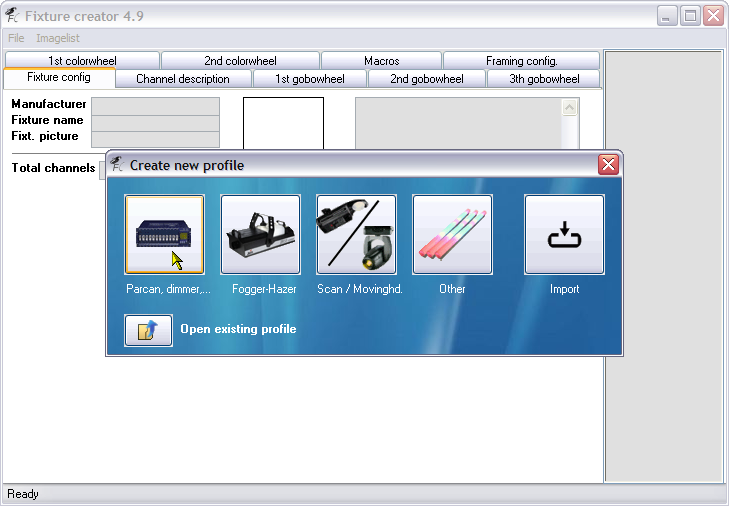 Fixture creator 4.9
File Imagelist
1st colorwheel 2nd colorwheel Macros Framing config.
Fixture config Channel description 1st gobowheel 2nd gobowheel 3th gobowheel
Manufacturer
Fixture name
Fixt. picture
Total channels
Create new profile
Parcan, dimmer,... Fogger-Hazer Scan / Movinghd. Other Import
Open existing profile
Ready